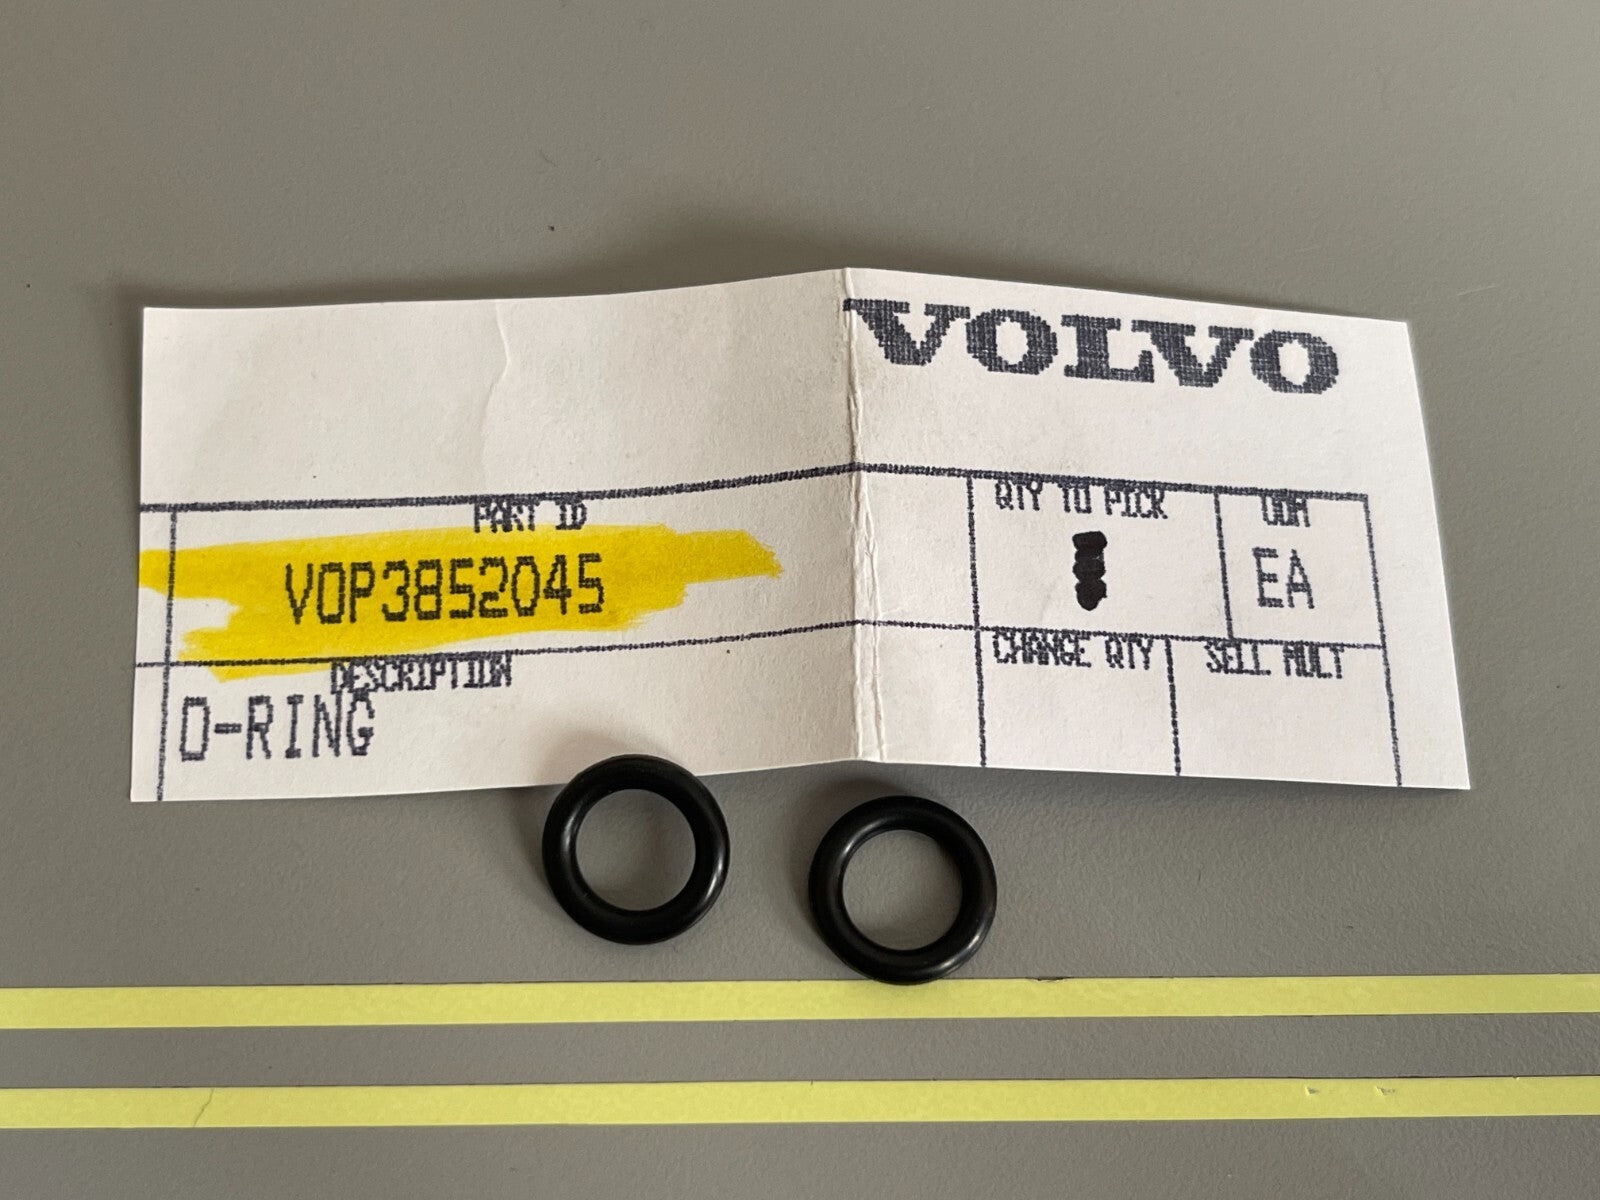 VOLVO
PART ID
QTY TO PICK
UOM
VOP3852045
EA
DESCRIPTION
CHANGE QTY
SELL MULT
O-RING